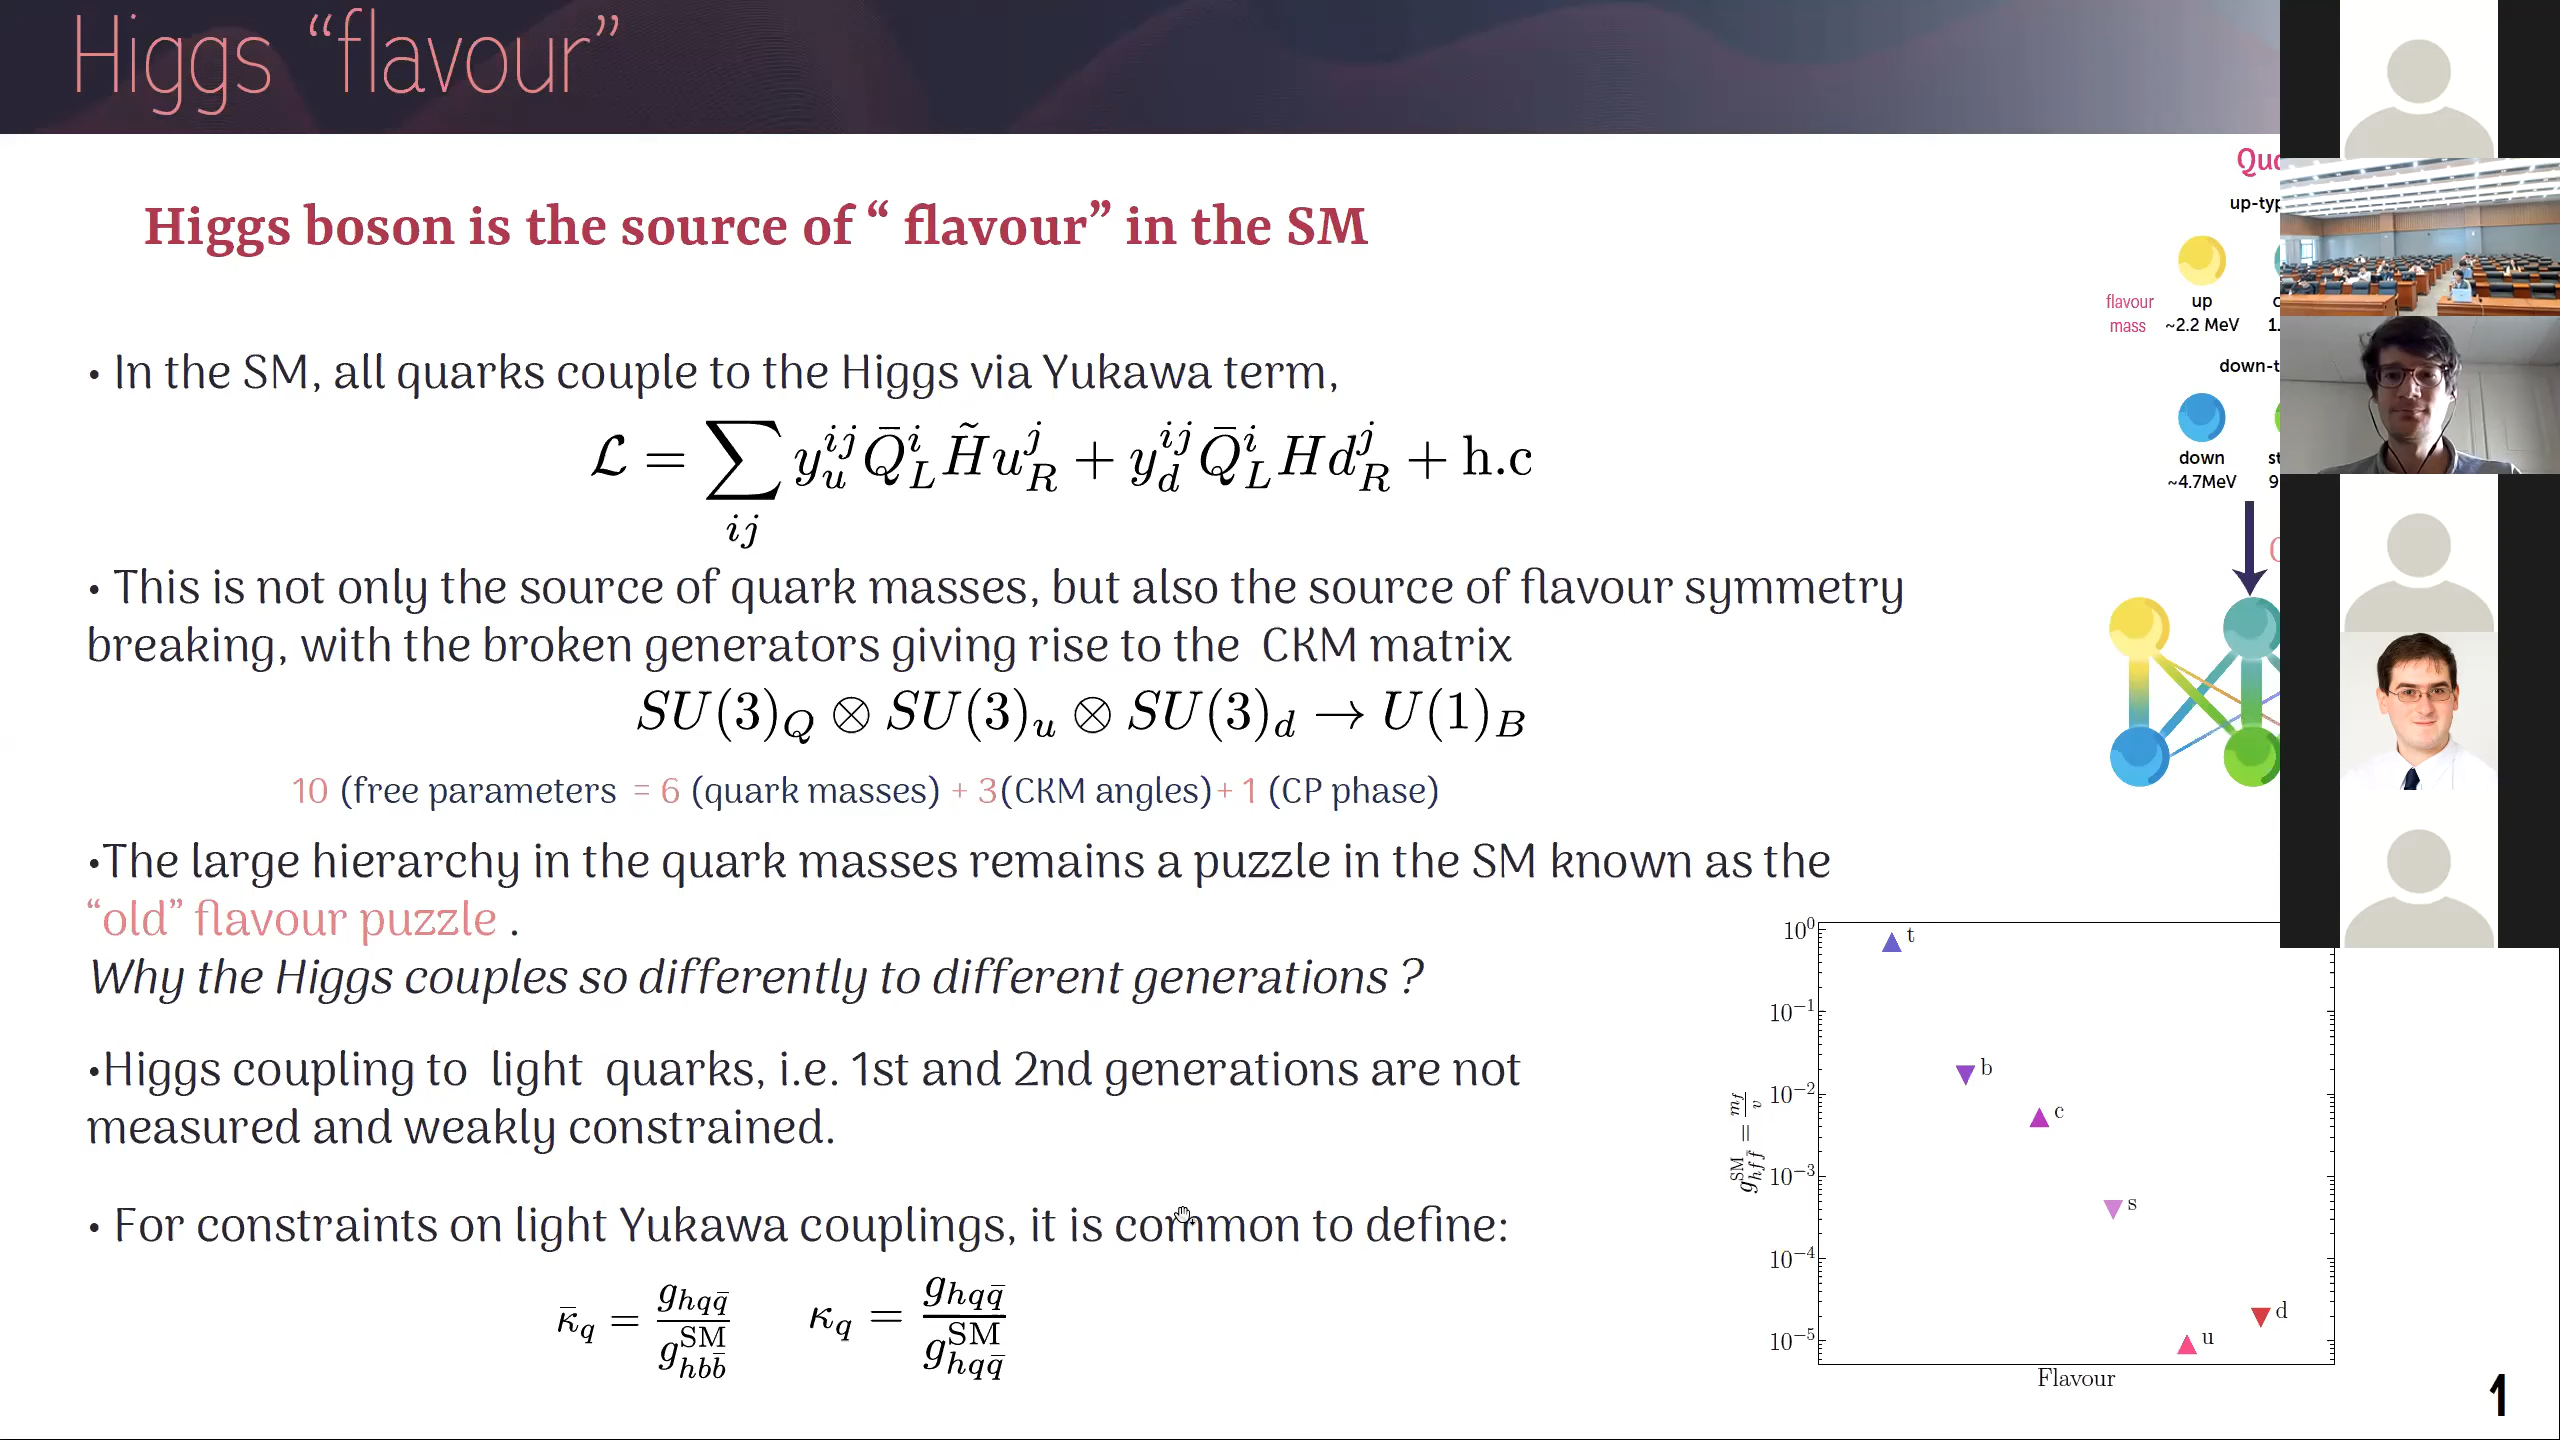 Higgs “flavour”
Higgs boson is the source of “ flavour” in the SM
• In the SM, all quarks couple to the Higgs via Yukawa term,
$\mathcal{L} = \sum_{ij} y_u^{ij} \bar{Q}_L^i \tilde{H} u_R^j + y_d^{ij} \bar{Q}_L^i H d_R^j + \text{h.c}$
• This is not only the source of quark masses, but also the source of flavour symmetry
breaking, with the broken generators giving rise to the CKM matrix
$SU(3)_Q \otimes SU(3)_u \otimes SU(3)_d \to U(1)_B$
10 (free parameters = 6 (quark masses) + 3(CKM angles)+ 1 (CP phase)
•The large hierarchy in the quark masses remains a puzzle in the SM known as the
“old” flavour puzzle .
Why the Higgs couples so differently to different generations ?
•Higgs coupling to light quarks, i.e. 1st and 2nd generations are not
measured and weakly constrained.
• For constraints on light Yukawa couplings, it is common to define:
$\bar{\kappa}_q = \frac{g_{hq\bar{q}}}{g_{hb\bar{b}}^{\text{SM}}}$ $\kappa_q = \frac{g_{hq\bar{q}}}{g_{hq\bar{q}}^{\text{SM}}}$
flavour up
mass ~2.2 MeV
down
~4.7MeV
$10^0$
$10^{-1}$
$10^{-2}$
$10^{-3}$
$10^{-4}$
$10^{-5}$
$g_{hf\bar{f}}^{\text{SM}} = \frac{m_f}{v}$
t
b
c
s
u
d
Flavour
1